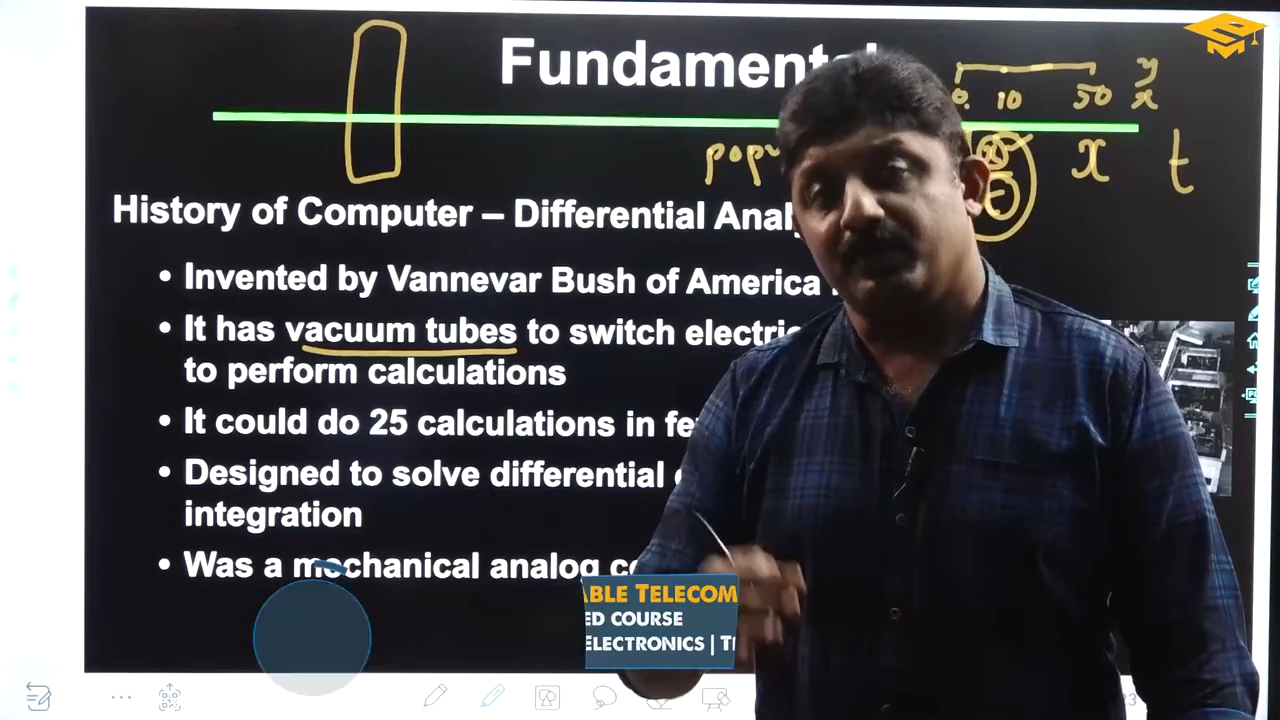 Fundamental
0 10 50 y
x
popu
x t
History of Computer – Differential Anal
• Invented by Vannevar Bush of America
• It has vacuum tubes to switch electric
to perform calculations
• It could do 25 calculations in fe
• Designed to solve differential
integration
• Was a mechanical analog co
ABLE TELECOM
ED COURSE
ELECTRONICS | T